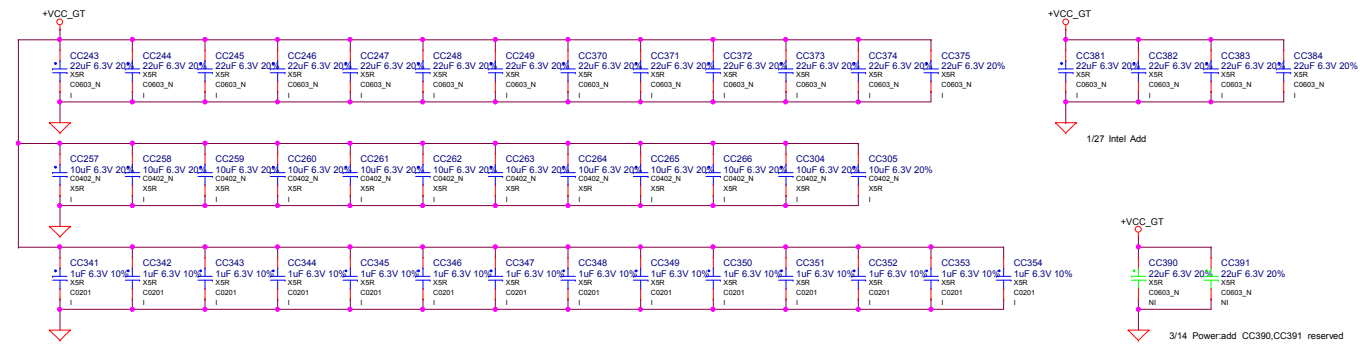 +VCC_GT
CC243 CC244 CC245 CC246 CC247 CC248 CC249 CC370 CC371 CC372 CC373 CC374 CC375
22uF 6.3V 20% 22uF 6.3V 20% 22uF 6.3V 20% 22uF 6.3V 20% 22uF 6.3V 20% 22uF 6.3V 20% 22uF 6.3V 20% 22uF 6.3V 20% 22uF 6.3V 20% 22uF 6.3V 20% 22uF 6.3V 20% 22uF 6.3V 20% 22uF 6.3V 20%
X5R X5R X5R X5R X5R X5R X5R X5R X5R X5R X5R X5R X5R
C0603_N C0603_N C0603_N C0603_N C0603_N C0603_N C0603_N C0603_N C0603_N C0603_N C0603_N C0603_N C0603_N
I I I I I I I I I I I I I
+VCC_GT
CC381 CC382 CC383 CC384
22uF 6.3V 20% 22uF 6.3V 20% 22uF 6.3V 20% 22uF 6.3V 20%
X5R X5R X5R X5R
C0603_N C0603_N C0603_N C0603_N
I I I I
1/27 Intel Add
CC257 CC258 CC259 CC260 CC261 CC262 CC263 CC264 CC265 CC266 CC304 CC305
10uF 6.3V 20% 10uF 6.3V 20% 10uF 6.3V 20% 10uF 6.3V 20% 10uF 6.3V 20% 10uF 6.3V 20% 10uF 6.3V 20% 10uF 6.3V 20% 10uF 6.3V 20% 10uF 6.3V 20% 10uF 6.3V 20% 10uF 6.3V 20%
C0402_N C0402_N C0402_N C0402_N C0402_N C0402_N C0402_N C0402_N C0402_N C0402_N C0402_N C0402_N
X5R X5R X5R X5R X5R X5R X5R X5R X5R X5R X5R X5R
I I I I I I I I I I I I
CC341 CC342 CC343 CC344 CC345 CC346 CC347 CC348 CC349 CC350 CC351 CC352 CC353 CC354
1uF 6.3V 10% 1uF 6.3V 10% 1uF 6.3V 10% 1uF 6.3V 10% 1uF 6.3V 10% 1uF 6.3V 10% 1uF 6.3V 10% 1uF 6.3V 10% 1uF 6.3V 10% 1uF 6.3V 10% 1uF 6.3V 10% 1uF 6.3V 10% 1uF 6.3V 10% 1uF 6.3V 10%
X5R X5R X5R X5R X5R X5R X5R X5R X5R X5R X5R X5R X5R X5R
C0201 C0201 C0201 C0201 C0201 C0201 C0201 C0201 C0201 C0201 C0201 C0201 C0201 C0201
I I I I I I I I I I I I I I
+VCC_GT
CC390 CC391
22uF 6.3V 20% 22uF 6.3V 20%
X5R X5R
C0603_N C0603_N
NI NI
3/14 Power:add CC390,CC391 reserved